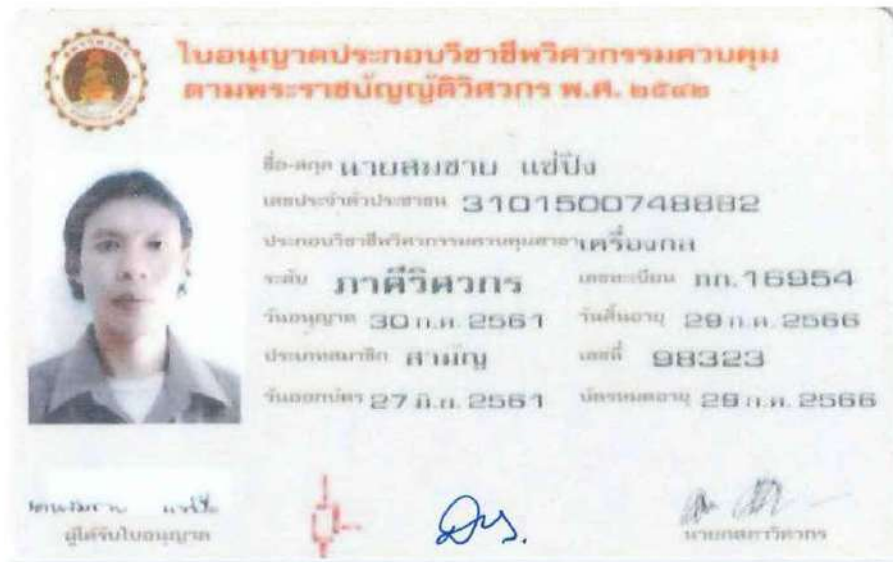 ใบอนุญาตประกอบวิชาชีพวิศวกรรมควบคุม
ตามพระราชบัญญัติวิศวกร พ.ศ. ๒๕๔๒
ชื่อ-สกุล นายสมชาย แซ่ปึง
เลขประจำตัวประชาชน 3101500748882
ประกอบวิชาชีพวิศวกรรมควบคุมสาขา เครื่องกล
ระดับ ภาคีวิศวกร เลขทะเบียน ภก.16954
วันอนุญาต 30 ก.ค. 2561 วันสิ้นอายุ 29 ก.ค. 2566
ประเภทสมาชิก สามัญ เลขที่ 98323
วันออกบัตร 27 มิ.ย. 2561 บัตรหมดอายุ 29 ก.ค. 2566
ผู้ได้รับใบอนุญาต นายกสภาวิศวกร